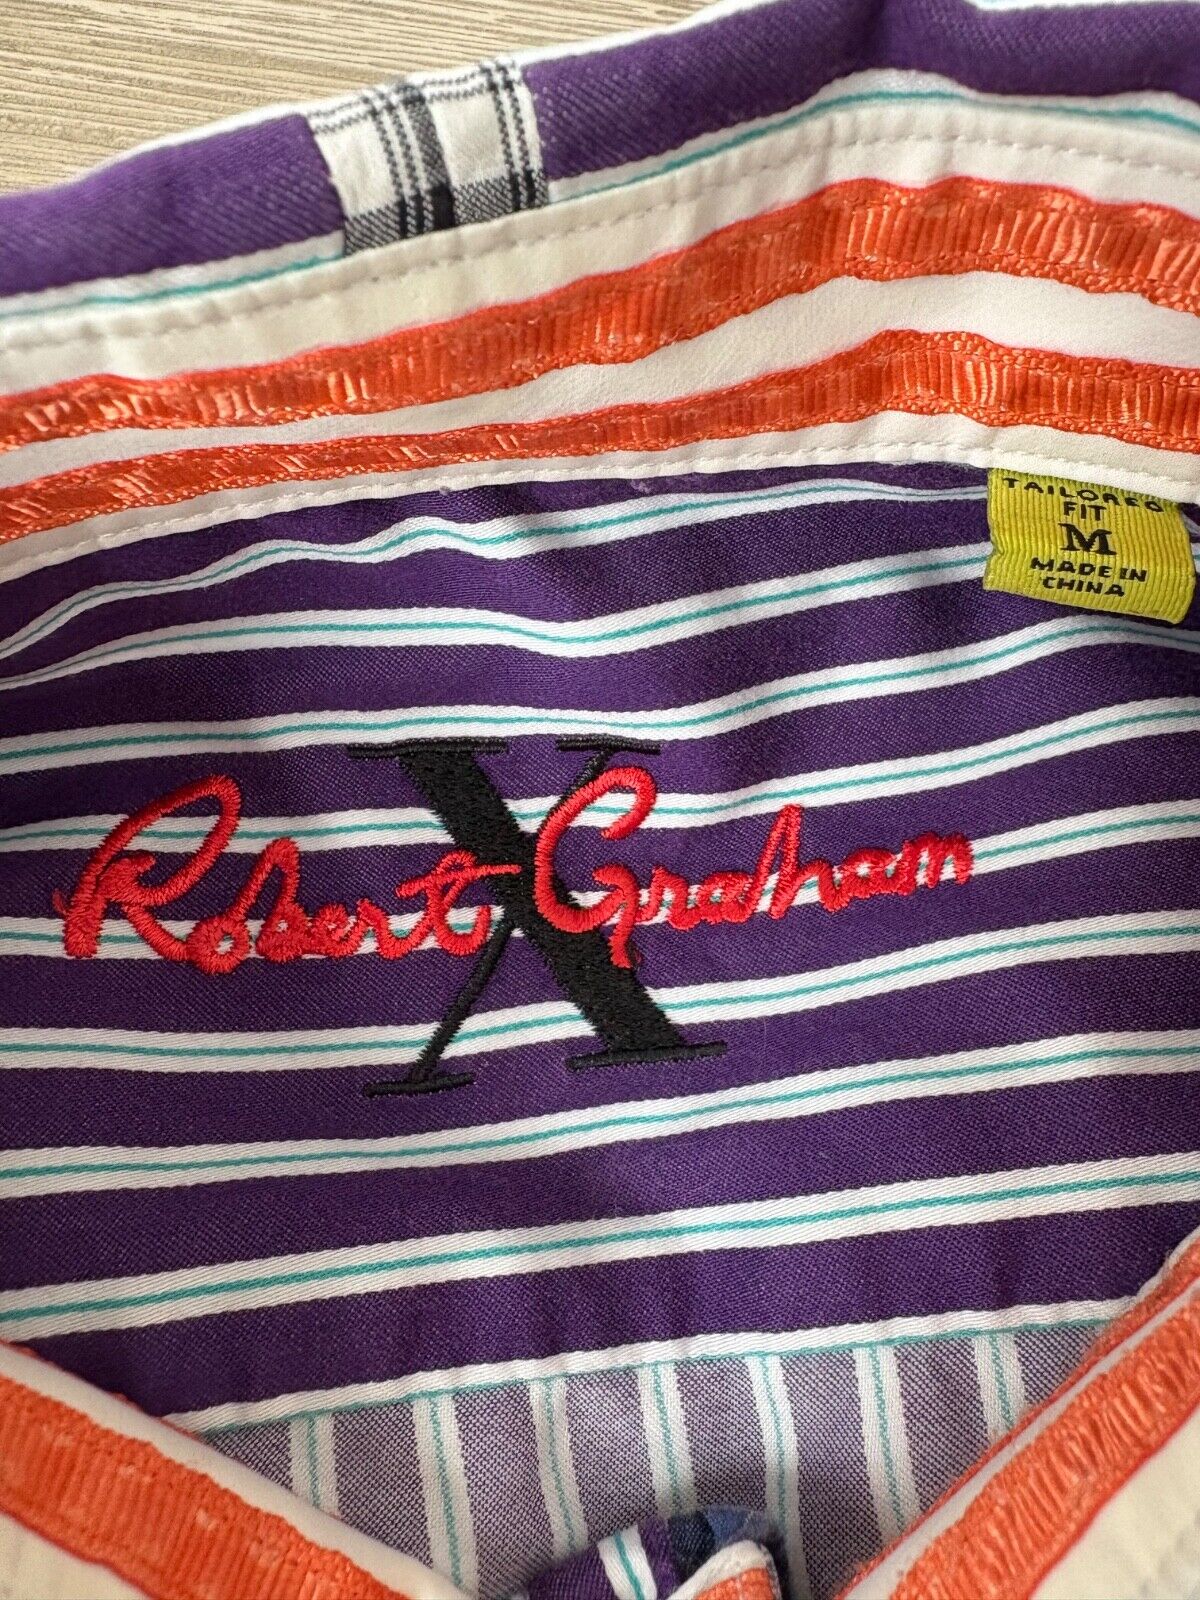 TAILORED
FIT
M
MADE IN
CHINA
X
Robert Graham